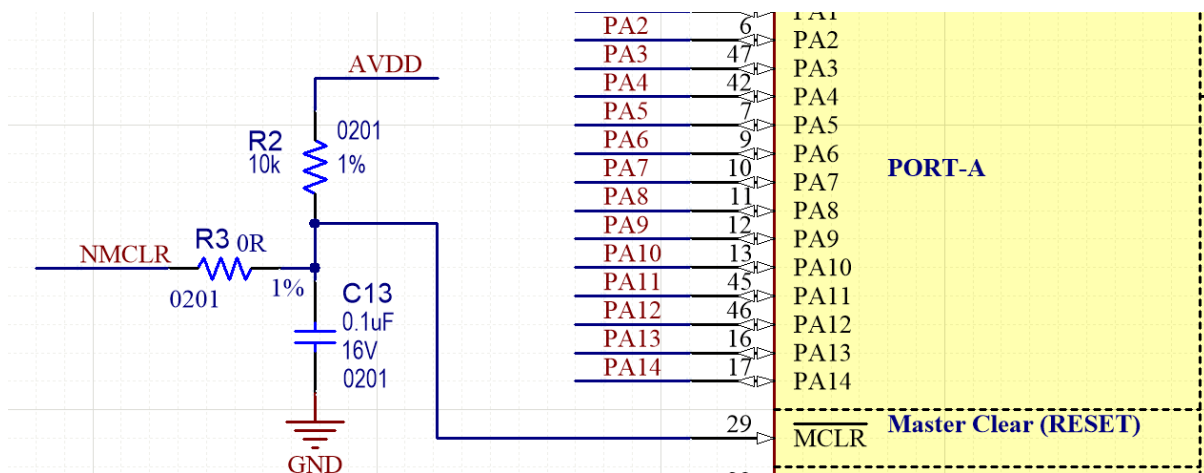 AVDD
R2
10k
0201
1%
NMCLR
R3
0R
0201
1%
C13
0.1uF
16V
0201
GND
PA2
6
PA2
PA3
47
PA3
PA4
42
PA4
PA5
7
PA5
PA6
9
PA6
PA7
10
PA7
PA8
11
PA8
PA9
12
PA9
PA10
13
PA10
PA11
45
PA11
PA12
46
PA12
PA13
16
PA13
PA14
17
PA14
PORT-A
29
MCLR
Master Clear (RESET)